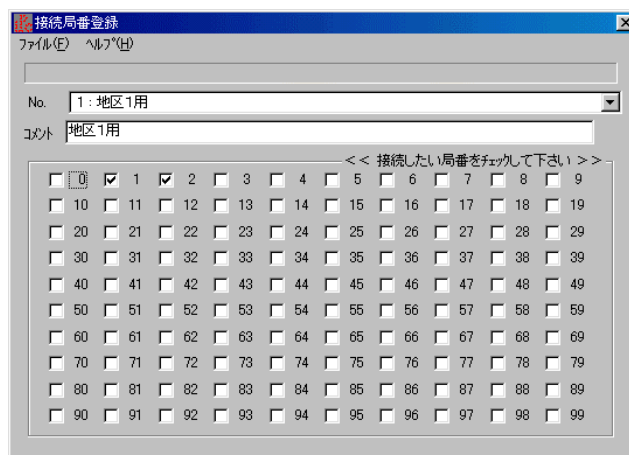 接続局番登録
ファイル(F) ヘルプ(H)
No. 1 : 地区1用
コメント 地区1用
<< 接続したい局番をチェックして下さい >>
0 1 2 3 4 5 6 7 8 9
10 11 12 13 14 15 16 17 18 19
20 21 22 23 24 25 26 27 28 29
30 31 32 33 34 35 36 37 38 39
40 41 42 43 44 45 46 47 48 49
50 51 52 53 54 55 56 57 58 59
60 61 62 63 64 65 66 67 68 69
70 71 72 73 74 75 76 77 78 79
80 81 82 83 84 85 86 87 88 89
90 91 92 93 94 95 96 97 98 99